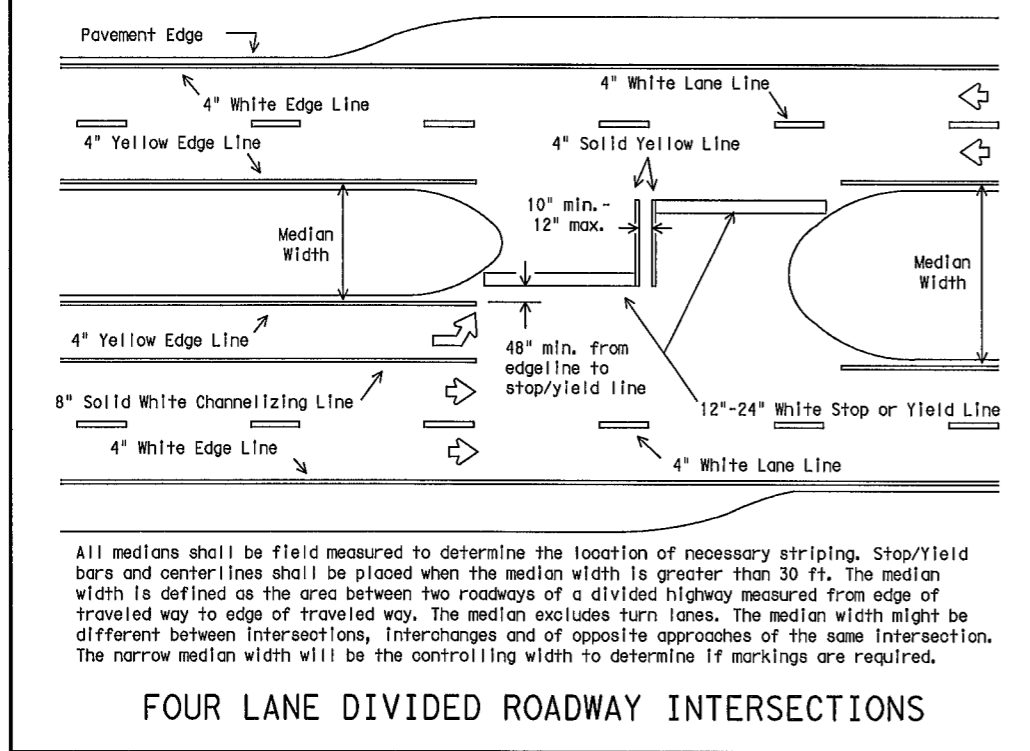 Pavement Edge
4" White Edge Line
4" White Lane Line
4" Yellow Edge Line
4" Solid Yellow Line
10" min.-
12" max.
Median
Width
Median
Width
4" Yellow Edge Line
48" min. from
edgeline to
stop/yield line
8" Solid White Channelizing Line
12"-24" White Stop or Yield Line
4" White Edge Line
4" White Lane Line
All medians shall be field measured to determine the location of necessary striping. Stop/Yield
bars and centerlines shall be placed when the median width is greater than 30 ft. The median
width is defined as the area between two roadways of a divided highway measured from edge of
traveled way to edge of traveled way. The median excludes turn lanes. The median width might be
different between intersections, interchanges and of opposite approaches of the same intersection.
The narrow median width will be the controlling width to determine if markings are required.
FOUR LANE DIVIDED ROADWAY INTERSECTIONS